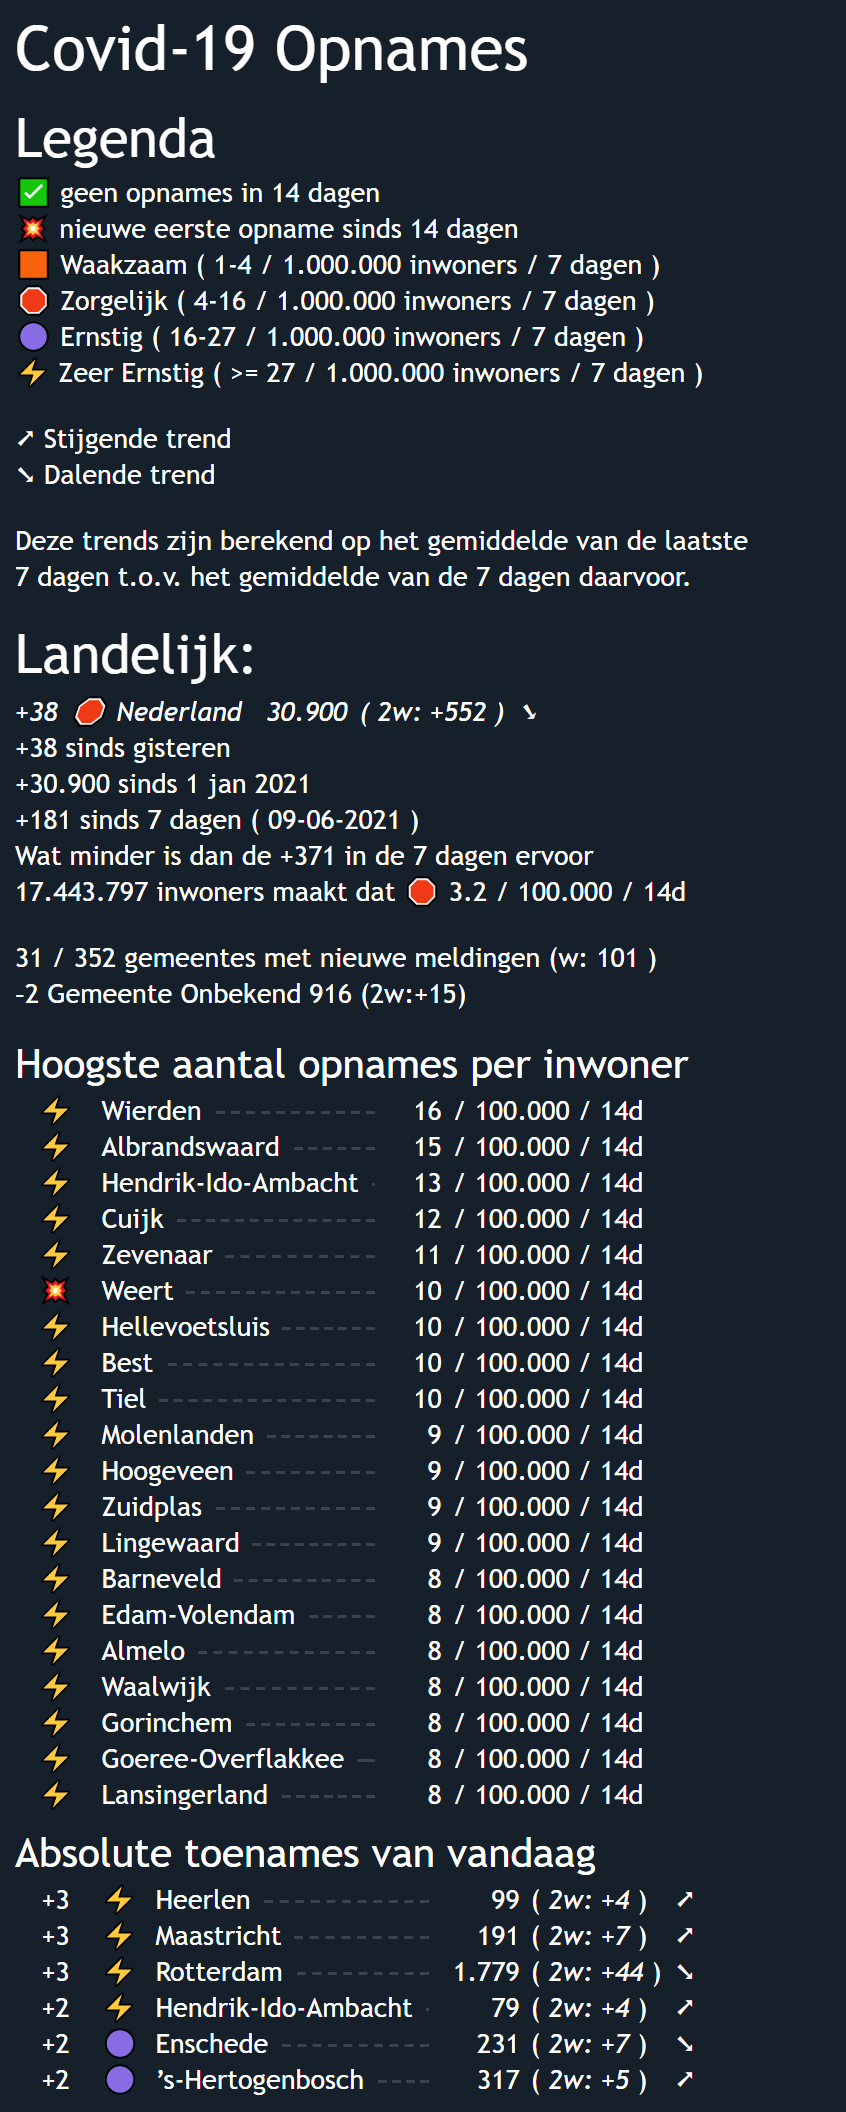 Covid-19 Opnames
Legenda
✅ geen opnames in 14 dagen
💥 nieuwe eerste opname sinds 14 dagen
🟧 Waakzaam ( 1-4 / 1.000.000 inwoners / 7 dagen )
🛑 Zorgelijk ( 4-16 / 1.000.000 inwoners / 7 dagen )
🟣 Ernstig ( 16-27 / 1.000.000 inwoners / 7 dagen )
⚡ Zeer Ernstig ( >= 27 / 1.000.000 inwoners / 7 dagen )
➚ Stijgende trend
➘ Dalende trend
Deze trends zijn berekend op het gemiddelde van de laatste
7 dagen t.o.v. het gemiddelde van de 7 dagen daarvoor.
Landelijk:
+38 🛑 Nederland 30.900 ( 2w: +552 ) ➘
+38 sinds gisteren
+30.900 sinds 1 jan 2021
+181 sinds 7 dagen ( 09-06-2021 )
Wat minder is dan de +371 in de 7 dagen ervoor
17.443.797 inwoners maakt dat 🛑 3.2 / 100.000 / 14d
31 / 352 gemeentes met nieuwe meldingen (w: 101 )
-2 Gemeente Onbekend 916 (2w:+15)
Hoogste aantal opnames per inwoner
⚡ Wierden 16 / 100.000 / 14d
⚡ Albrandswaard 15 / 100.000 / 14d
⚡ Hendrik-Ido-Ambacht 13 / 100.000 / 14d
⚡ Cuijk 12 / 100.000 / 14d
⚡ Zevenaar 11 / 100.000 / 14d
💥 Weert 10 / 100.000 / 14d
⚡ Hellevoetsluis 10 / 100.000 / 14d
⚡ Best 10 / 100.000 / 14d
⚡ Tiel 10 / 100.000 / 14d
⚡ Molenlanden 9 / 100.000 / 14d
⚡ Hoogeveen 9 / 100.000 / 14d
⚡ Zuidplas 9 / 100.000 / 14d
⚡ Lingewaard 9 / 100.000 / 14d
⚡ Barneveld 8 / 100.000 / 14d
⚡ Edam-Volendam 8 / 100.000 / 14d
⚡ Almelo 8 / 100.000 / 14d
⚡ Waalwijk 8 / 100.000 / 14d
⚡ Gorinchem 8 / 100.000 / 14d
⚡ Goeree-Overflakkee 8 / 100.000 / 14d
⚡ Lansingerland 8 / 100.000 / 14d
Absolute toenames van vandaag
+3 ⚡ Heerlen 99 ( 2w: +4 ) ➚
+3 ⚡ Maastricht 191 ( 2w: +7 ) ➚
+3 ⚡ Rotterdam 1.779 ( 2w: +44 ) ➘
+2 ⚡ Hendrik-Ido-Ambacht 79 ( 2w: +4 ) ➚
+2 🟣 Enschede 231 ( 2w: +7 ) ➘
+2 🟣 's-Hertogenbosch 317 ( 2w: +5 ) ➚